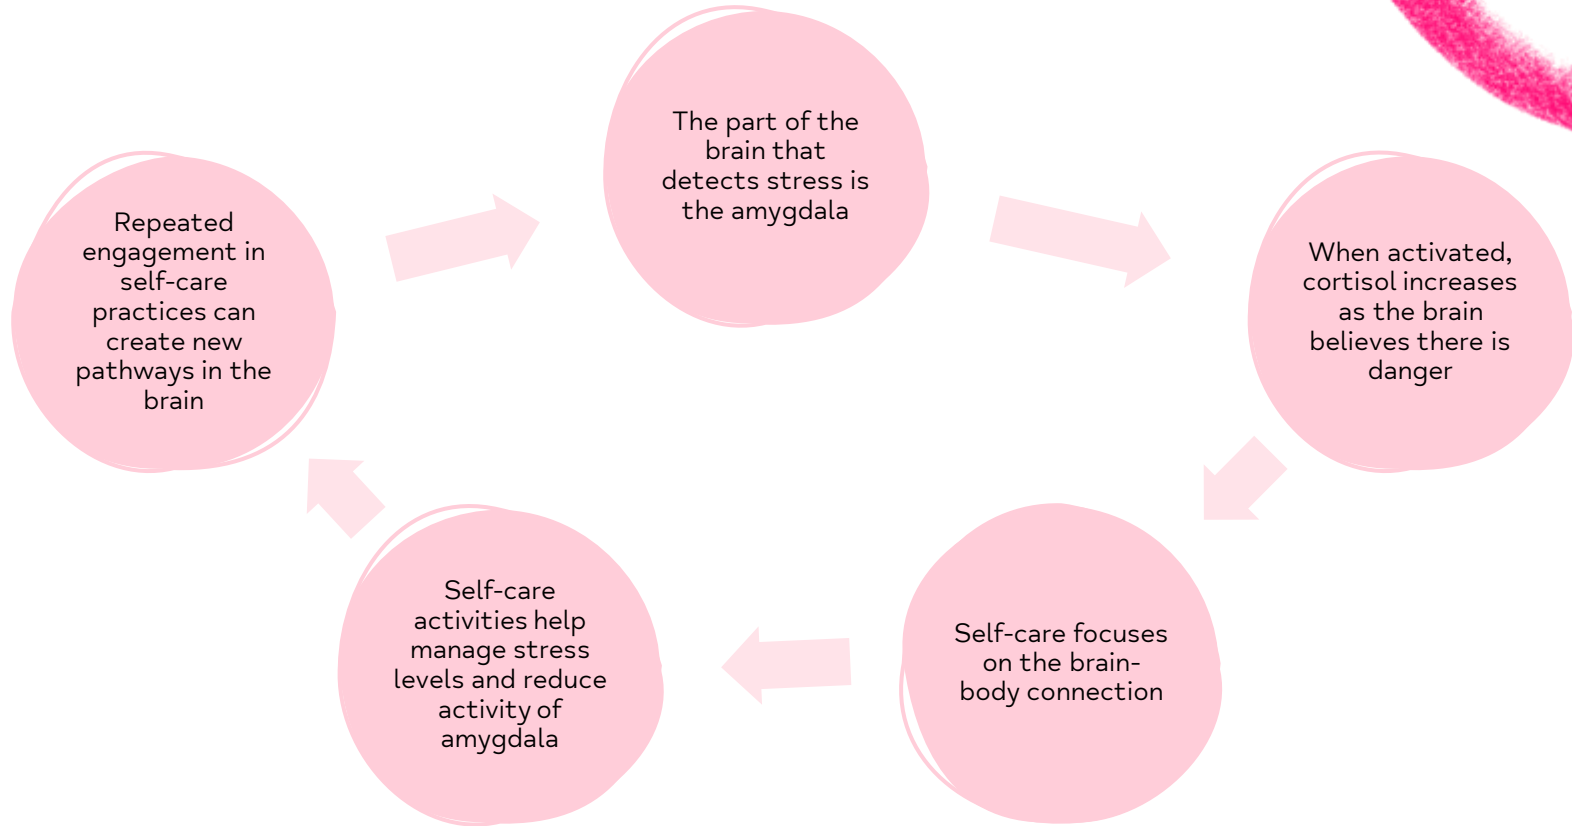 The part of the
brain that
detects stress is
the amygdala
When activated,
cortisol increases
as the brain
believes there is
danger
Self-care focuses
on the brain-
body connection
Self-care
activities help
manage stress
levels and reduce
activity of
amygdala
Repeated
engagement in
self-care
practices can
create new
pathways in the
brain